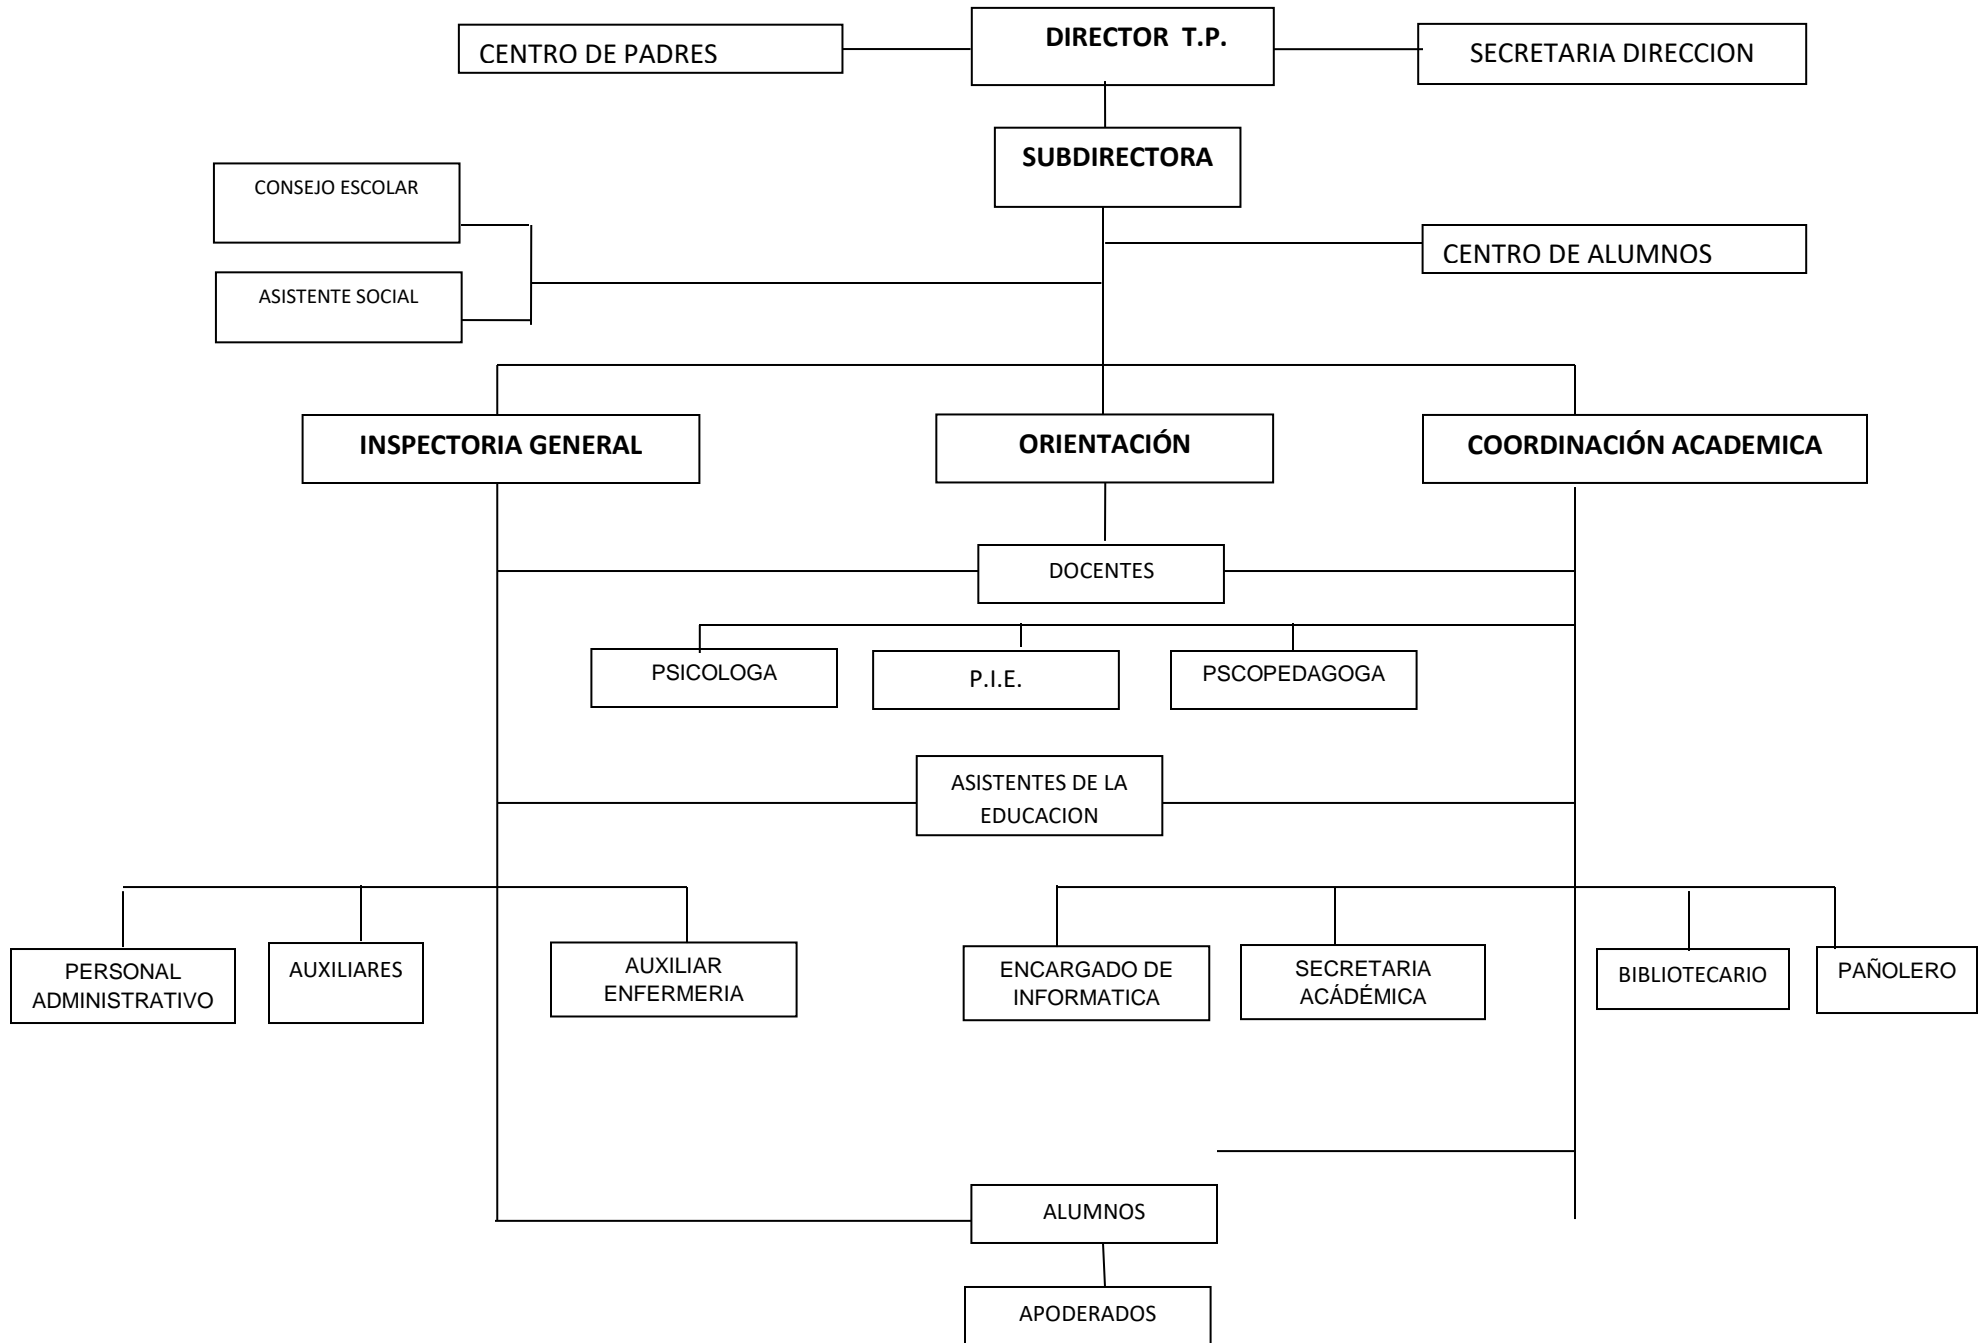 CENTRO DE PADRES
DIRECTOR T.P.
SECRETARIA DIRECCION
SUBDIRECTORA
CONSEJO ESCOLAR
CENTRO DE ALUMNOS
ASISTENTE SOCIAL
INSPECTORIA GENERAL
ORIENTACIÓN
COORDINACIÓN ACADEMICA
DOCENTES
PSICOLOGA
P.I.E.
PSCOPEDAGOGA
ASISTENTES DE LA
EDUCACION
PERSONAL
ADMINISTRATIVO
AUXILIARES
AUXILIAR
ENFERMERIA
ENCARGADO DE
INFORMATICA
SECRETARIA
ACÁDÉMICA
BIBLIOTECARIO
PAÑOLERO
ALUMNOS
APODERADOS